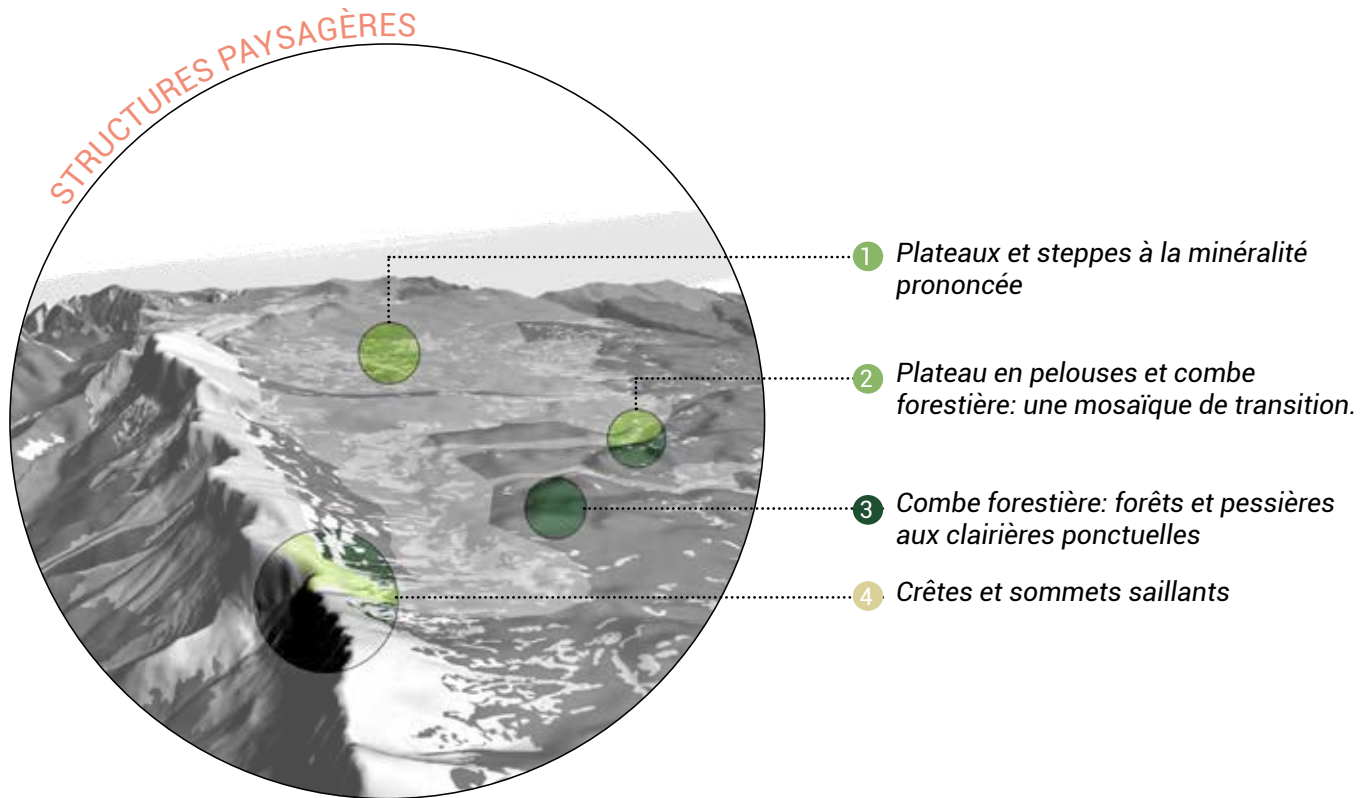 STRUCTURES PAYSAGÈRES
1 Plateaux et steppes à la minéralité
prononcée
2 Plateau en pelouses et combe
forestière: une mosaïque de transition.
3 Combe forestière: forêts et pessières
aux clairières ponctuelles
4 Crêtes et sommets saillants